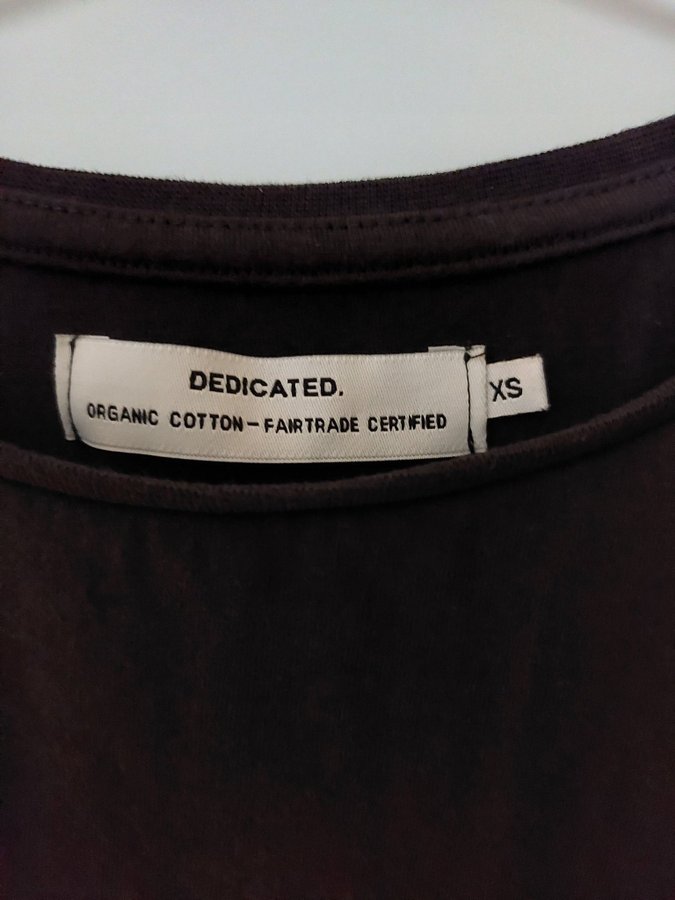 DEDICATED.
ORGANIC COTTON – FAIRTRADE CERTIFIED
XS